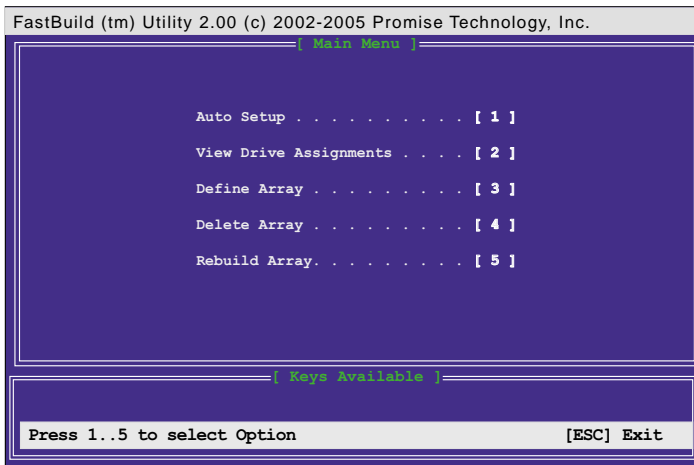 FastBuild (tm) Utility 2.00 (c) 2002-2005 Promise Technology, Inc.
[ Main Menu ]
Auto Setup . . . . . . . . . . [ 1 ]
View Drive Assignments . . . . [ 2 ]
Define Array . . . . . . . . . [ 3 ]
Delete Array . . . . . . . . . [ 4 ]
Rebuild Array. . . . . . . . . [ 5 ]
[ Keys Available ]
Press 1..5 to select Option [ESC] Exit